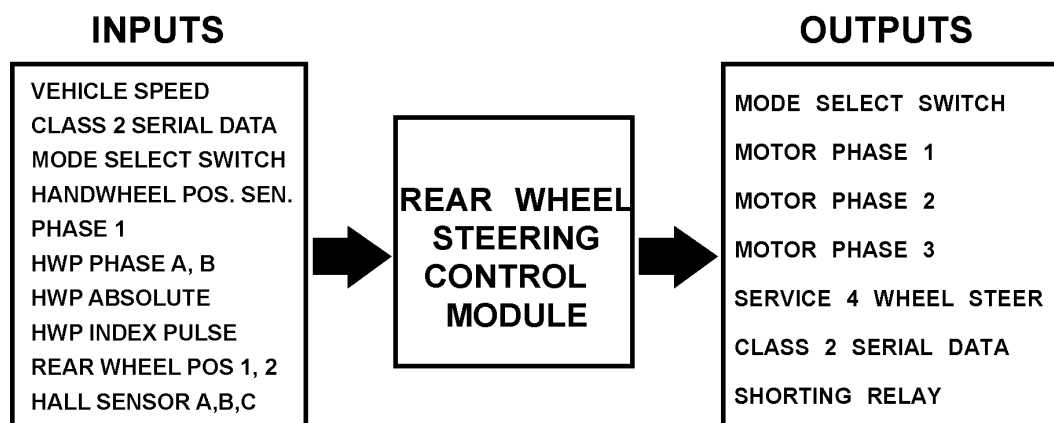 INPUTS
VEHICLE SPEED
CLASS 2 SERIAL DATA
MODE SELECT SWITCH
HANDWHEEL POS. SEN.
PHASE 1
HWP PHASE A, B
HWP ABSOLUTE
HWP INDEX PULSE
REAR WHEEL POS 1, 2
HALL SENSOR A,B,C
REAR WHEEL
STEERING
CONTROL
MODULE
OUTPUTS
MODE SELECT SWITCH
MOTOR PHASE 1
MOTOR PHASE 2
MOTOR PHASE 3
SERVICE 4 WHEEL STEER
CLASS 2 SERIAL DATA
SHORTING RELAY